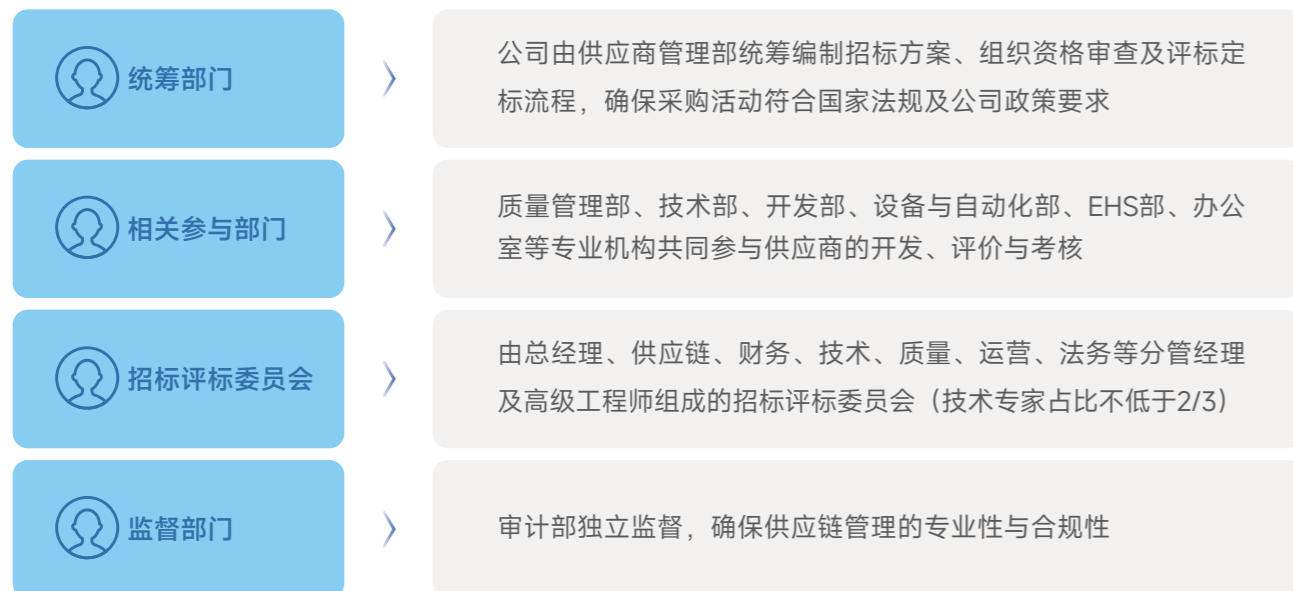 统筹部门
公司由供应商管理部统筹编制招标方案、组织资格审查及评标定
标流程，确保采购活动符合国家法规及公司政策要求
相关参与部门
质量管理部、技术部、开发部、设备与自动化部、EHS部、办公
室等专业机构共同参与供应商的开发、评价与考核
招标评标委员会
由总经理、供应链、财务、技术、质量、运营、法务等分管经理
及高级工程师组成的招标评标委员会（技术专家占比不低于2/3）
监督部门
审计部独立监督，确保供应链管理的专业性与合规性